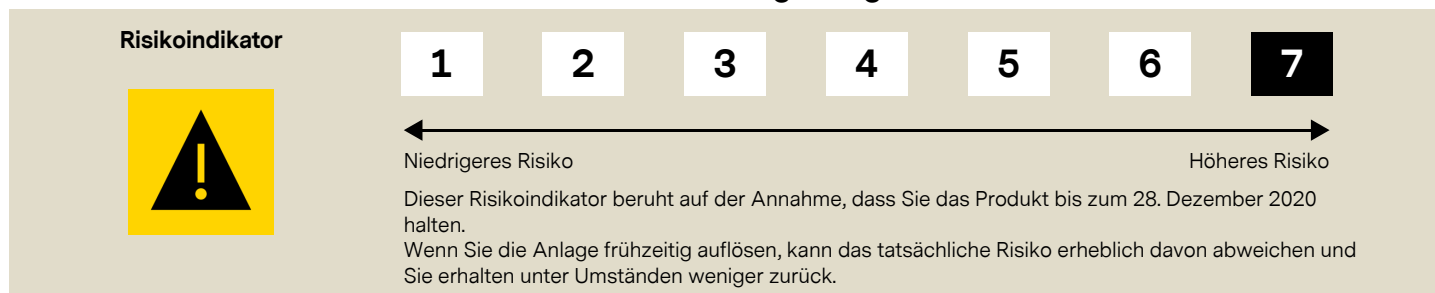 Risikoindikator
1 2 3 4 5 6 7
Niedrigeres Risiko
Höheres Risiko
Dieser Risikoindikator beruht auf der Annahme, dass Sie das Produkt bis zum 28. Dezember 2020
halten.
Wenn Sie die Anlage frühzeitig auflösen, kann das tatsächliche Risiko erheblich davon abweichen und
Sie erhalten unter Umständen weniger zurück.